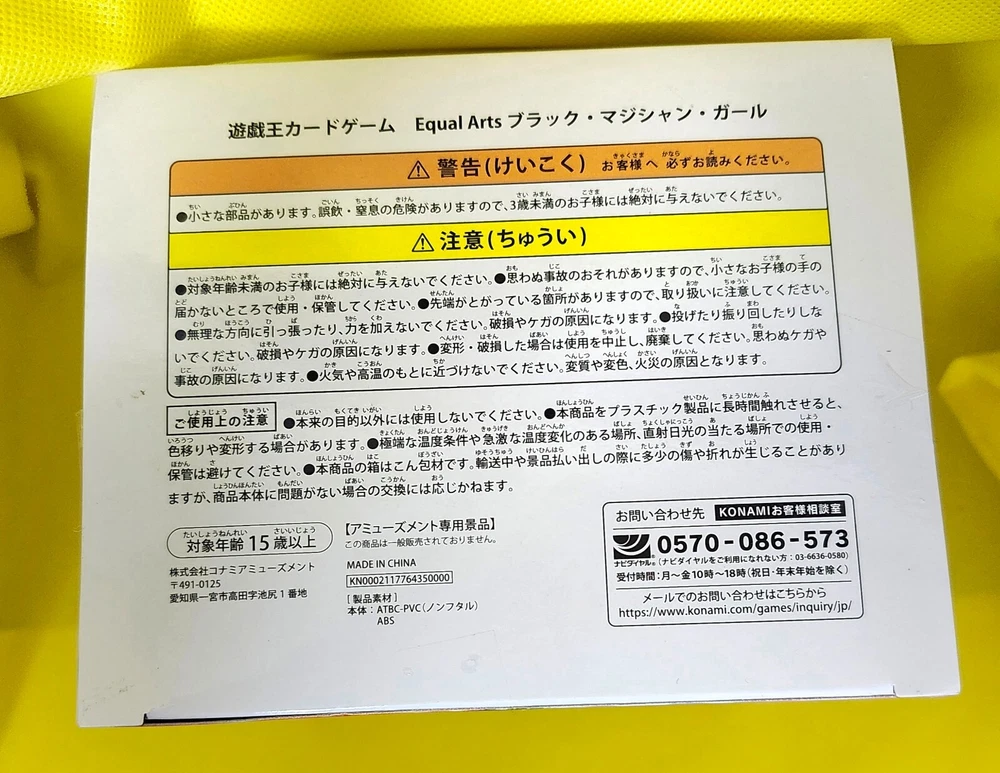 遊戯王カードゲーム Equal Arts ブラック・マジシャン・ガール
⚠ 警告(けいこく) お客様へ 必ずお読みください。
●小さな部品があります。誤飲・窒息の危険がありますので、3歳未満のお子様には絶対に与えないでください。
⚠ 注意(ちゅうい)
●対象年齢未満のお子様には絶対に与えないでください。●思わぬ事故のおそれがありますので、小さなお子様の手の
届かないところで使用・保管してください。●先端がとがっている箇所がありますので、取り扱いに注意してください。
●無理な方向に引っ張ったり、力を加えないでください。破損やケガの原因になります。●投げたり振り回したりしな
いでください。破損やケガの原因になります。●変形・破損した場合は使用を中止し、廃棄してください。思わぬケガや
事故の原因になります。●火気や高温のもとに近づけないでください。変質や変色、火災の原因となります。
ご使用上の注意 ●本来の目的以外には使用しないでください。●本商品をプラスチック製品に長時間触れさせると、
色移りや変形する場合があります。●極端な温度条件や急激な温度変化のある場所、直射日光の当たる場所での使用・
保管は避けてください。●本商品の箱はこん包材です。輸送中や景品払い出しの際に多少の傷や折れが生じることがあり
ますが、商品本体に問題がない場合の交換には応じかねます。
対象年齢 15歳以上
株式会社コナミアミューズメント
〒491-0125
愛知県一宮市高田字池尻1番地
【アミューズメント専用景品】
この商品は一般販売されておりません。
MADE IN CHINA
KN0002117764350000
[製品素材]
本体:ATBC-PVC(ノンフタル)
ABS
お問い合わせ先 KONAMIお客様相談室
0570-086-573
ナビダイヤル® (ナビダイヤルをご利用になれない方:03-6636-0580)
受付時間:月～金10時～18時(祝日・年末年始を除く)
メールでのお問い合わせはこちらから
https://www.konami.com/games/inquiry/jp/